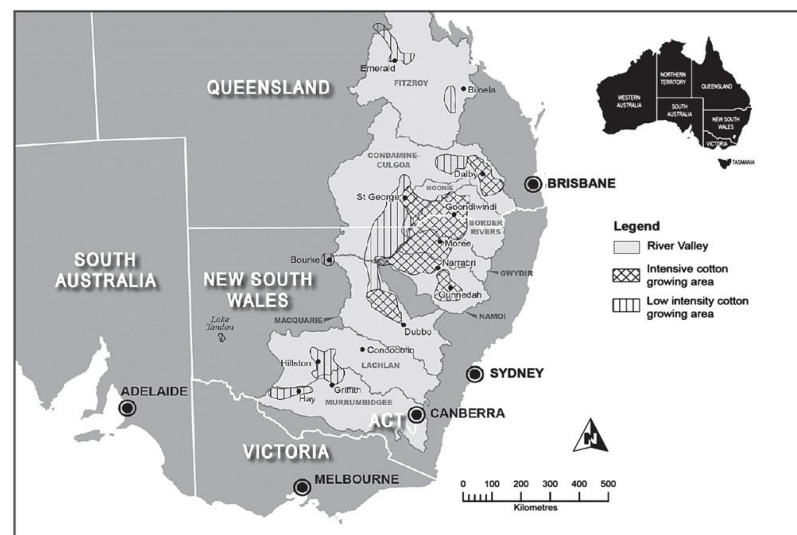 QUEENSLAND
Emerald
FITZROY
Biloela
CONDAMINE-
CULGOA
Dalby
MOONIE
St George
Goondiwindi
BORDER
RIVERS
BRISBANE
Moree
Bourke
Narrabri
GWYDIR
Gunnedah
SOUTH
AUSTRALIA
NEW SOUTH
WALES
MACQUARIE
NAMOI
Lake
Tandou
Dubbo
Condobolin
Hillston
LACHLAN
SYDNEY
Griffith
Hay
MURRUMBIDGEE
ADELAIDE
ACT
CANBERRA
VICTORIA
MELBOURNE
N
0 100 200 300 400 500
Kilometres
WESTERN
AUSTRALIA
NORTHERN
TERRITORY
QUEENSLAND
SOUTH
AUSTRALIA
NEW SOUTH
WALES
VICTORIA
TASMANIA
Legend
River Valley
Intensive cotton
growing area
Low intensity cotton
growing area